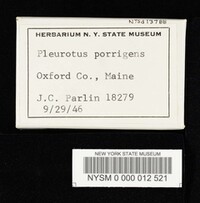 HERBARIUM N. Y. STATE MUSEUM
Pleurotus porrigens
Oxford Co., Maine
J.C. Parlin 18279
9/29/46
NEW YORK STATE MUSEUM
NYSM 0 000 012 521